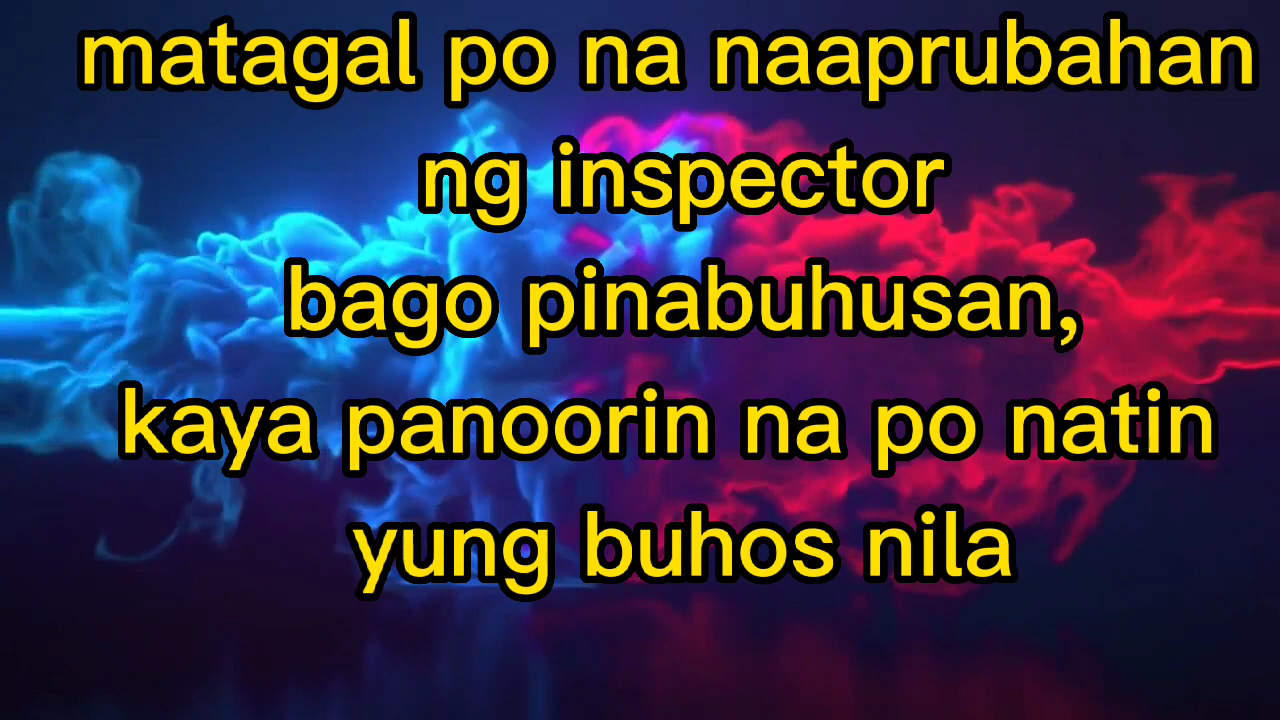 matagal po na naaprubahan
ng inspector
bago pinabuhusan,
kaya panoorin na po natin
yung buhos nila